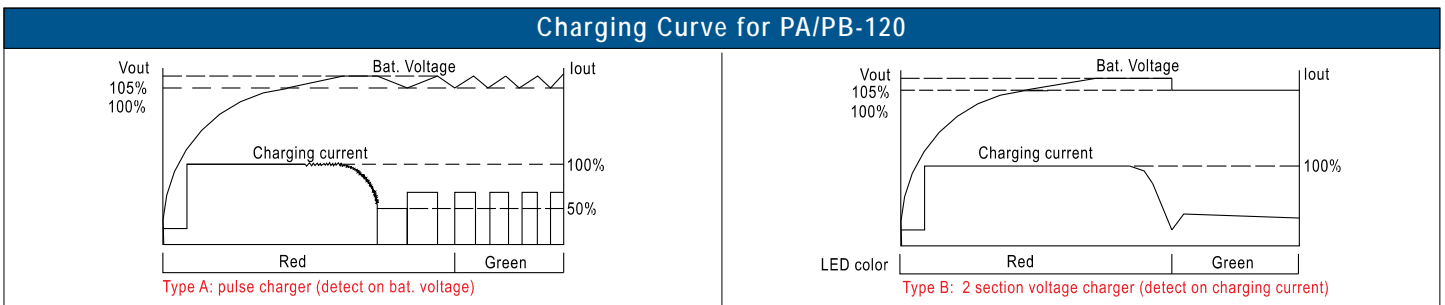 Charging Curve for PA/PB-120
Vout
Bat. Voltage
Iout
105%
100%
Charging current
100%
50%
Red
Green
Type A: pulse charger (detect on bat. voltage)
Vout
Bat. Voltage
Iout
105%
100%
Charging current
100%
LED color
Red
Green
Type B: 2 section voltage charger (detect on charging current)